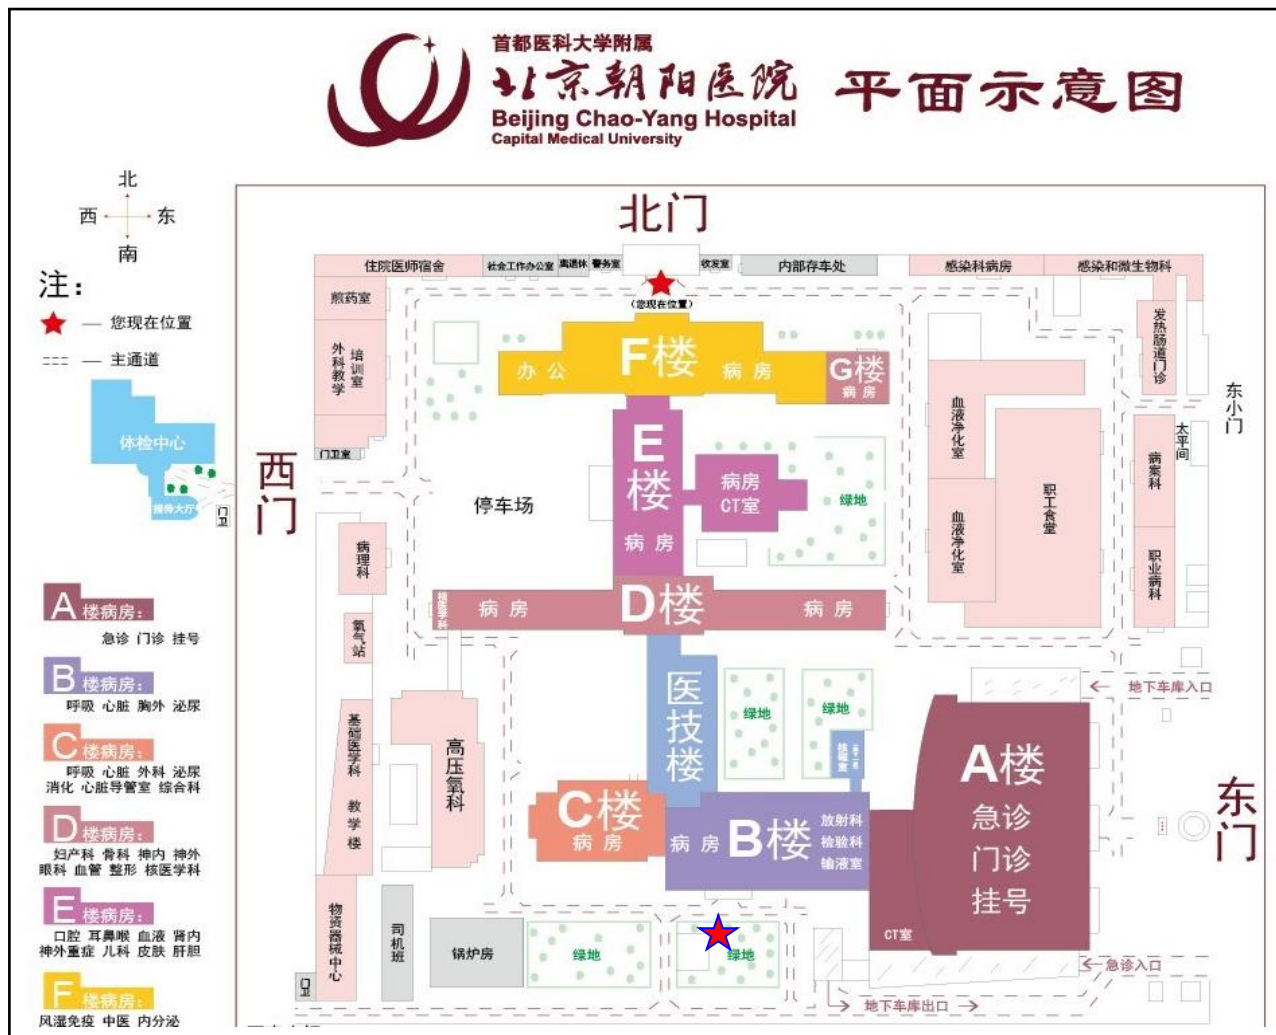 首都医科大学附属
北京朝阳医院
Beijing Chao-Yang Hospital
Capital Medical University
平面示意图
北
西
东
南
注：
— 您现在位置
— 主通道
体检中心
接待大厅
门卫
A 楼病房：
急诊 门诊 挂号
B 楼病房：
呼吸 心脏 胸外 泌尿
C 楼病房：
呼吸 心脏 外科 泌尿
消化 心脏导管室 综合科
D 楼病房：
妇产科 骨科 神内 神外
眼科 血管 整形 核医学科
E 楼病房：
口腔 耳鼻喉 血液 肾内
神外重症 儿科 皮肤 肝胆
F 楼病房：
风湿免疫 中医 内分泌
北门
住院医师宿舍
社会工作办公室
离退休
警务室
收发室
内部存车处
感染科病房
感染和微生物科
（您现在位置）
煎药室
外科教学
培训室
门卫室
F楼
办公
病房
G楼
病房
发热肠道门诊
东小门
太平间
西门
停车场
E楼
病房
病房
CT室
绿地
血液净化室
血液净化室
职工食堂
病案科
职业病科
病理科
氧气站
核医学科
病房
D楼
病房
医技楼
绿地
绿地
核磁室
地下车库入口
基础医学科
教学楼
高压氧科
C楼
病房
病房
B楼
放射科
检验科
输液室
A楼
急诊
门诊
挂号
CT室
东门
物资器械中心
门卫
司机班
锅炉房
绿地
绿地
急诊入口
地下车库出口